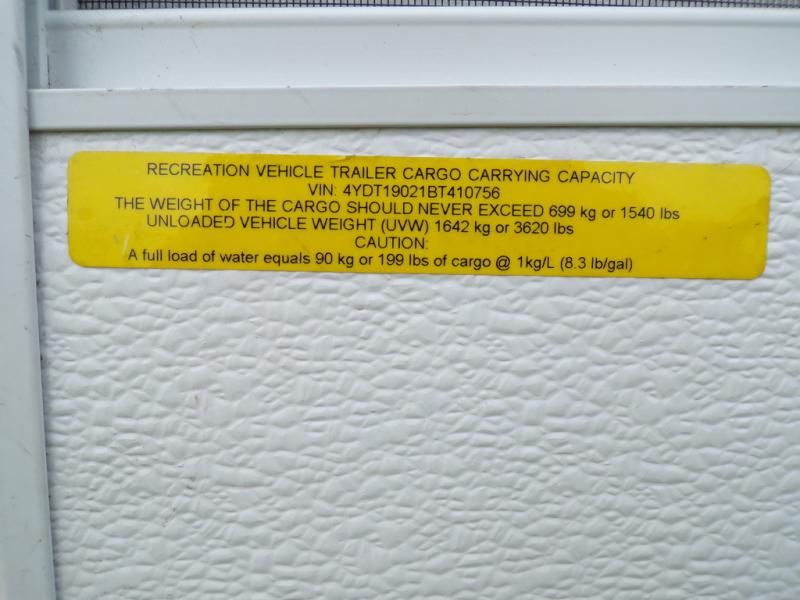 RECREATION VEHICLE TRAILER CARGO CARRYING CAPACITY
VIN: 4YDT19021BT410756
THE WEIGHT OF THE CARGO SHOULD NEVER EXCEED 699 kg or 1540 lbs
UNLOADED VEHICLE WEIGHT (UVW) 1642 kg or 3620 lbs
CAUTION:
A full load of water equals 90 kg or 199 lbs of cargo @ 1kg/L (8.3 lb/gal)